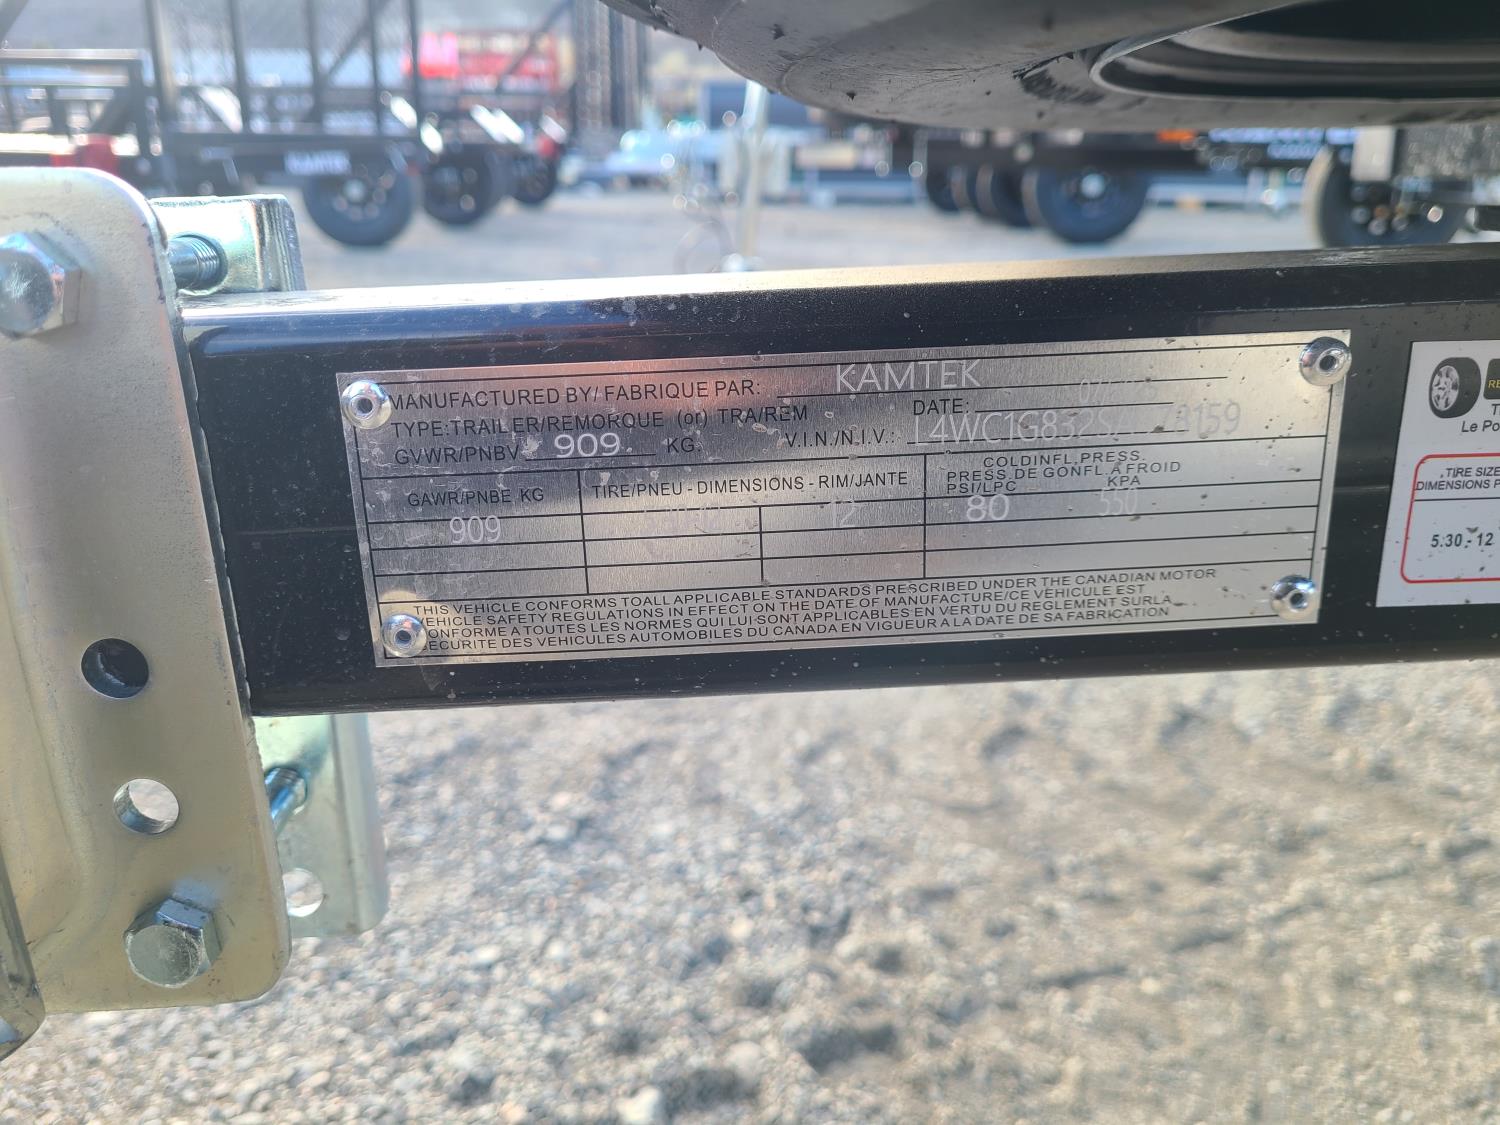 KAMTEK
MANUFACTURED BY/ FABRIQUE PAR: KAMTEK
TYPE:TRAILER/REMORQUE (or) TRA/REM DATE:
GVWR/PNBV 909 KG. V.I.N./N.I.V.:
GAWR/PNBE KG TIRE/PNEU - DIMENSIONS - RIM/JANTE COLDINFL.PRESS.
PRESS.DE GONFL.A FROID
PSI/LPC KPA
909 12 80 550
THIS VEHICLE CONFORMS TOALL APPLICABLE STANDARDS PRESCRIBED UNDER THE CANADIAN MOTOR
VEHICLE SAFETY REGULATIONS IN EFFECT ON THE DATE.OF MANUFACTURE/CE VEHICULE EST
CONFORME A TOUTES LES NORMES QUI LUI SONT APPLICABLES EN VERTU DU REGLEMENT SURLA
SECURITE DES VEHICULES AUTOMOBILES DU CANADA EN VIGUEUR A LA DATE DE SA FABRICATION
Le
TIRE SIZE
DIMENSIONS
5.30 - 12